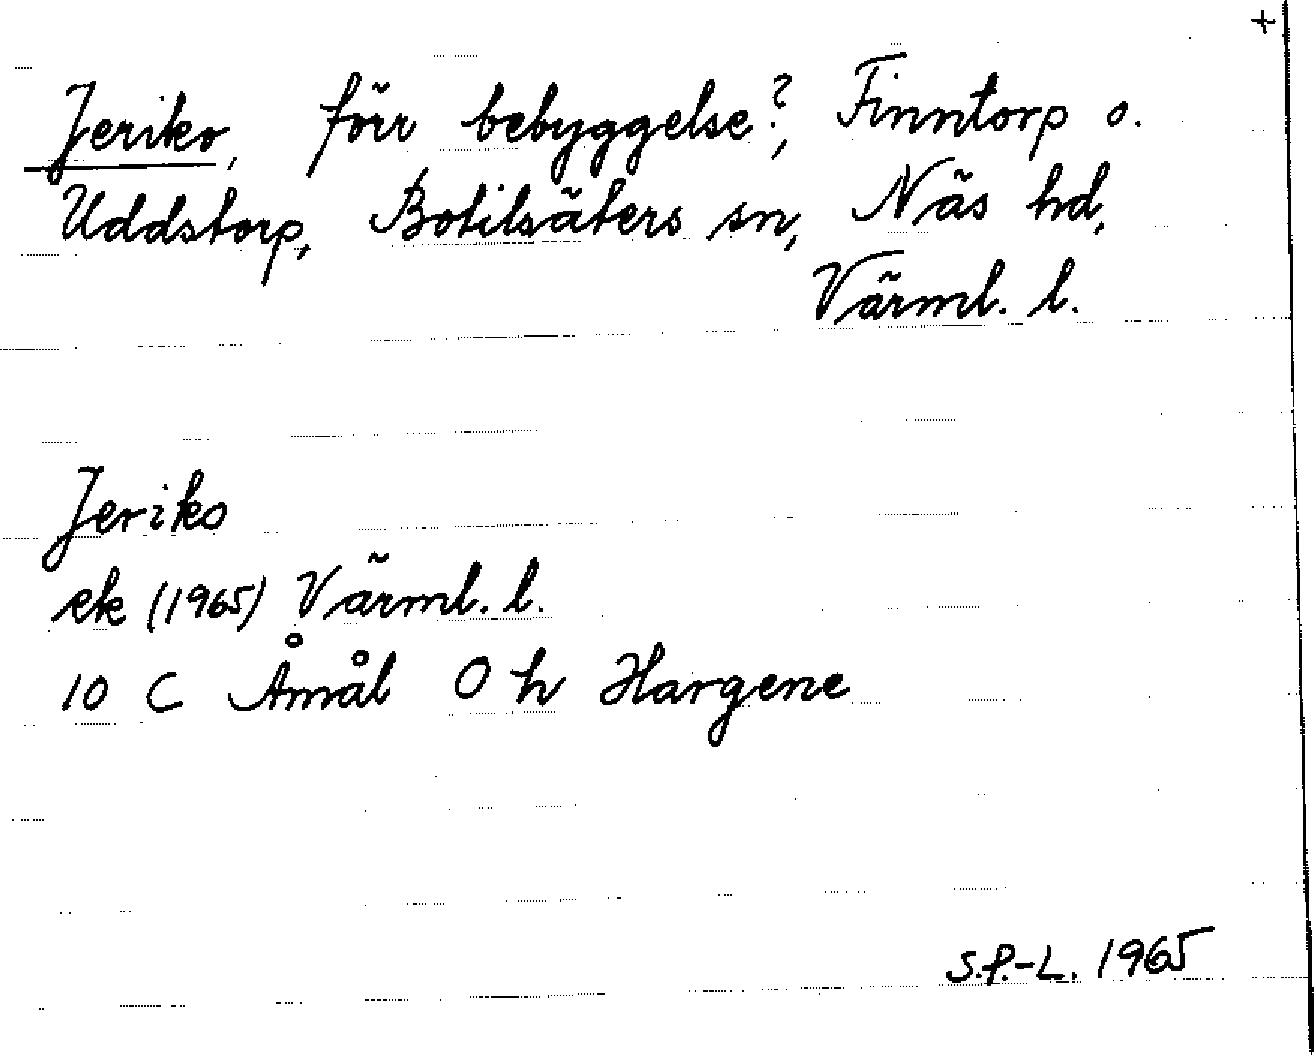 +
Jeriko, förr bebyggelse?, Finntorp o.
Uddstorp, Botilsäters sn, Näs hd,
Värml. l.
Jeriko
ek (1965) Värml. l.
10 C Åmål O h Hargene
S.P.-L. 1965